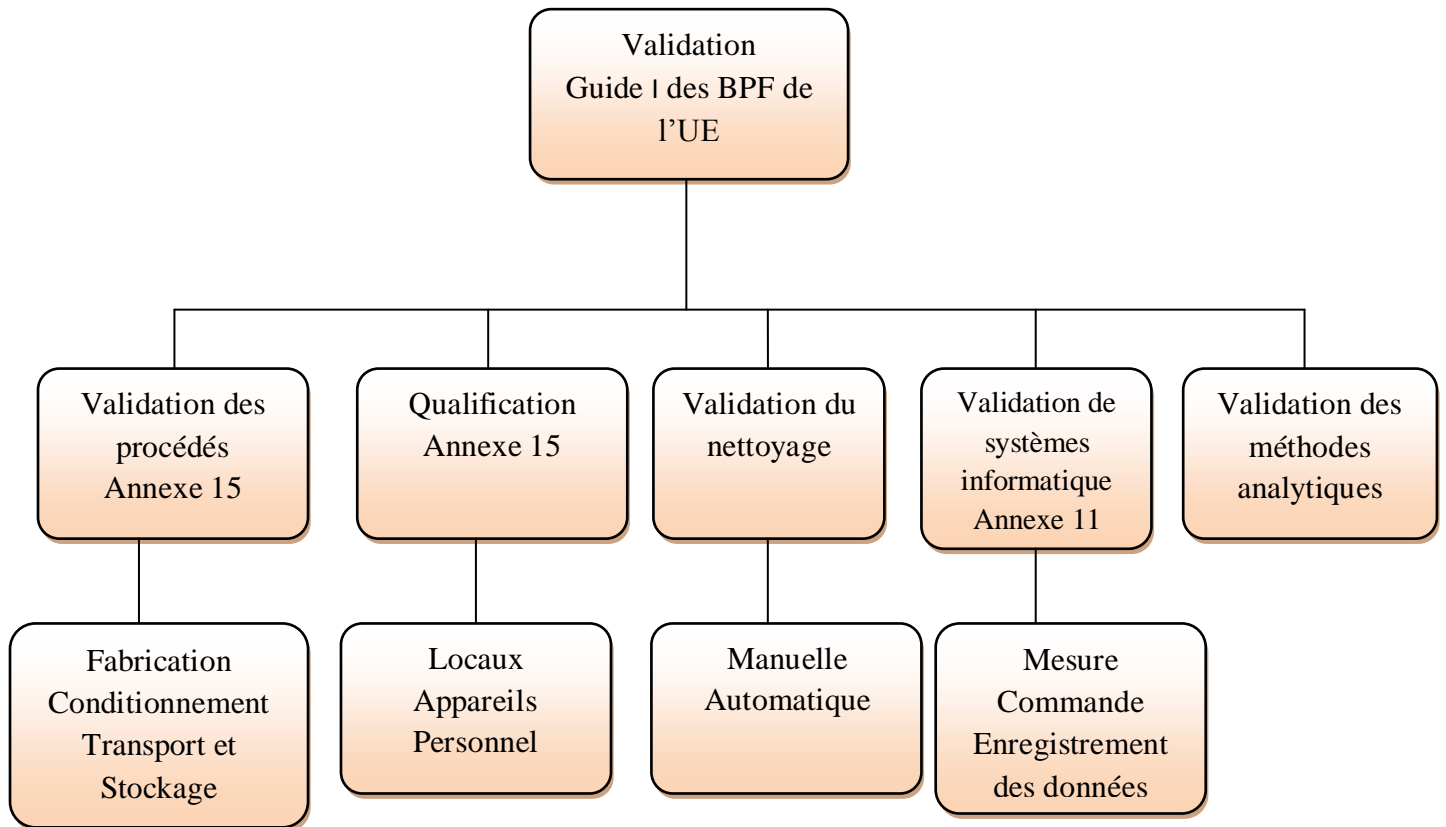 Validation
Guide I des BPF de
l’UE
Validation des
procédés
Annexe 15
Qualification
Annexe 15
Validation du
nettoyage
Validation de
systèmes
informatique
Annexe 11
Validation des
méthodes
analytiques
Fabrication
Conditionnement
Transport et
Stockage
Locaux
Appareils
Personnel
Manuelle
Automatique
Mesure
Commande
Enregistrement
des données